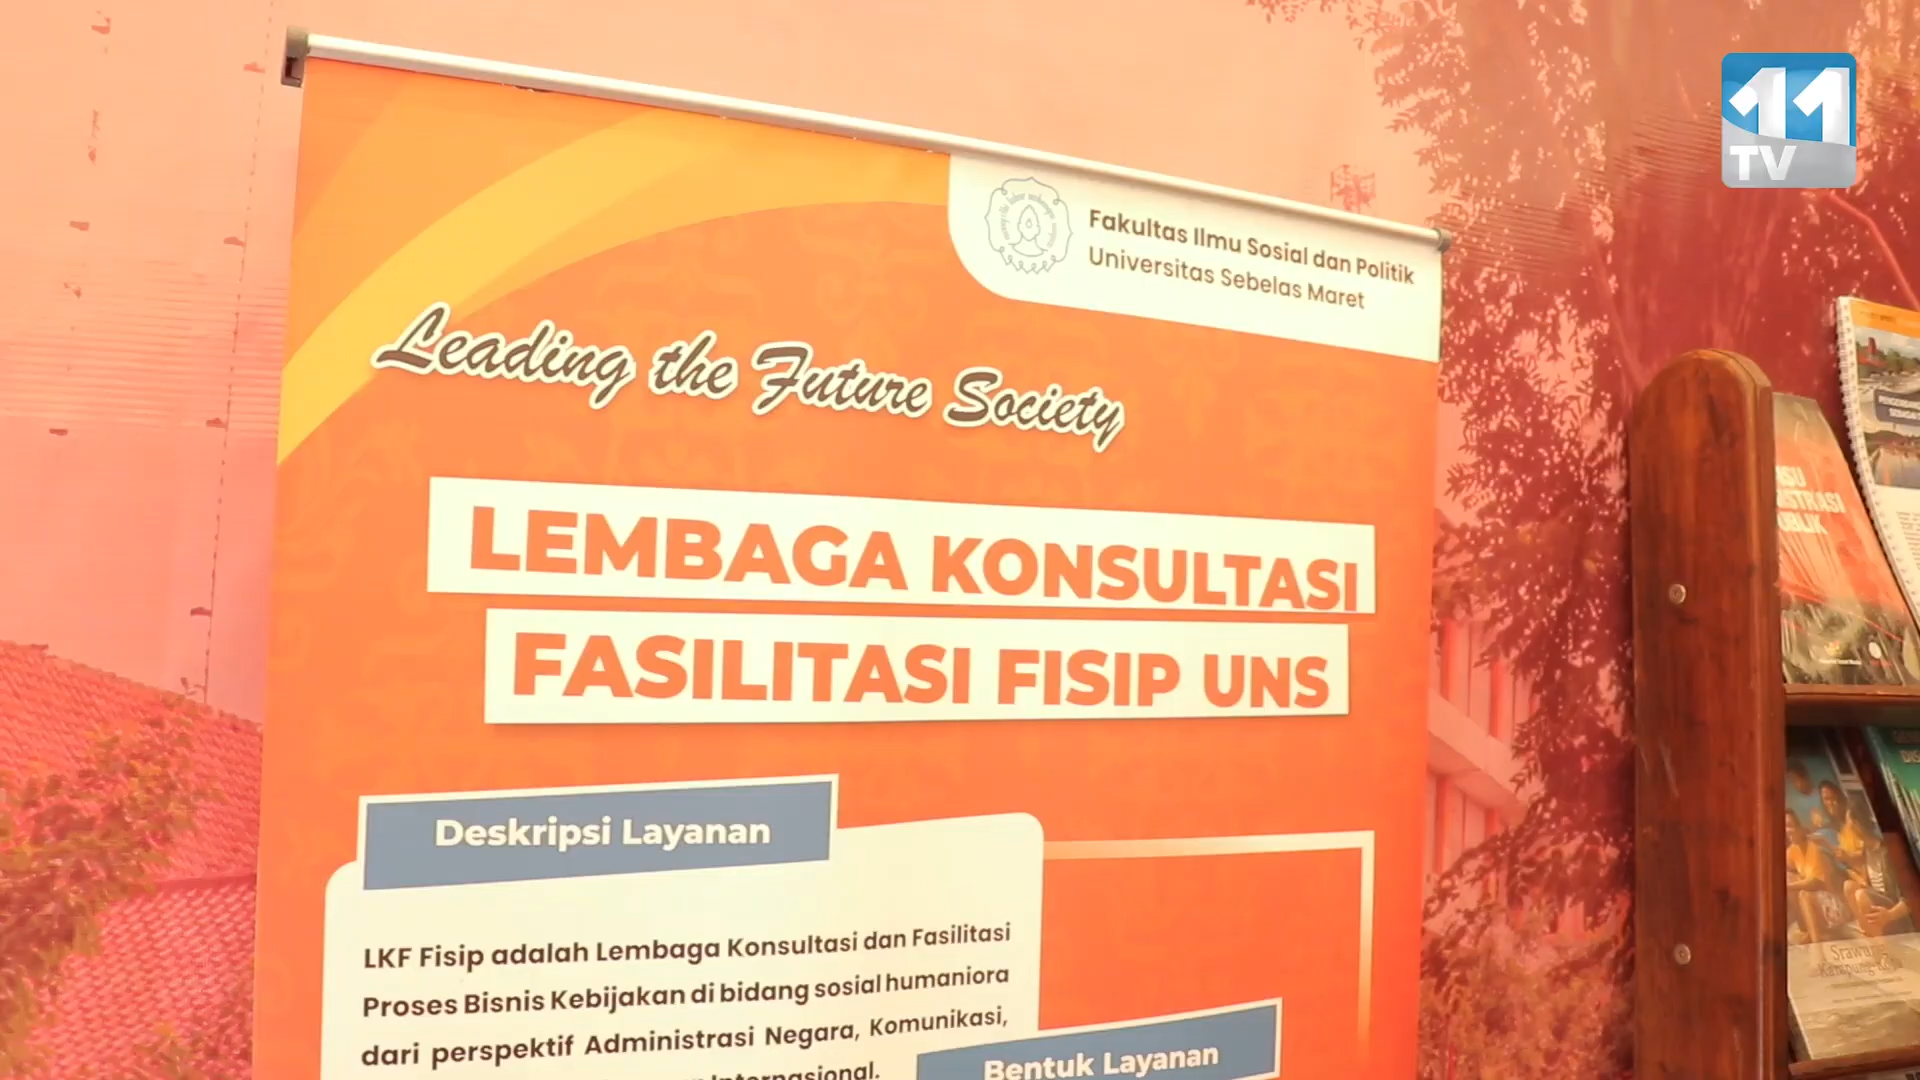 11
TV
Fakultas Ilmu Sosial dan Politik
Universitas Sebelas Maret
Leading the Future Society
LEMBAGA KONSULTASI
FASILITASI FISIP UNS
Deskripsi Layanan
LKF Fisip adalah Lembaga Konsultasi dan Fasilitasi
Proses Bisnis Kebijakan di bidang sosial humaniora
dari perspektif Administrasi Negara, Komunikasi,
Internasional.
Bentuk Layanan